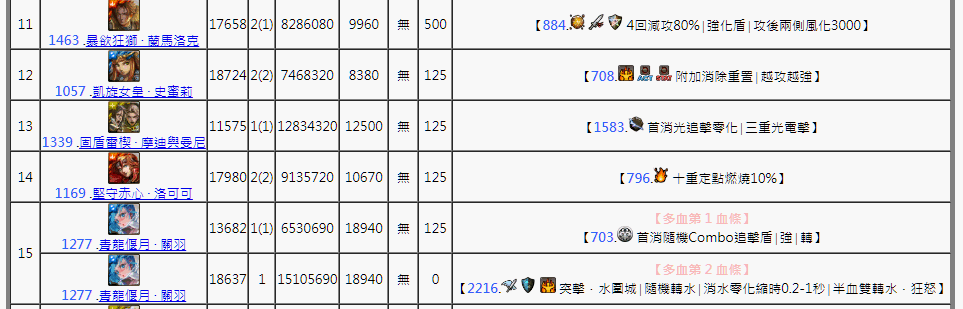 11 1463 .暴欲狂獅 · 蘭馬洛克 17658 2(1) 8286080 9960 無 500 【884. 4回減攻80%|強化盾|攻後兩側風化3000】
12 1057 .凱旋女皇 · 史蜜莉 18724 2(2) 7468320 8380 無 125 【708. 附加消除重置|越攻越強】
13 1339 .圍盾雷楔 · 摩迪與曼尼 11575 1(1) 12834320 12500 無 125 【1583. 首消光追擊零化|三重光電擊】
14 1169 .堅守赤心 · 洛可可 17980 2(2) 9135720 10670 無 125 【796. 十重定點燃燒10%】
15 1277 .青龍偃月 · 關羽 13682 1(1) 6530690 18940 無 125 【多血第 1 血條】
【703. 首消隨機Combo追擊盾|強|轉】
1277 .青龍偃月 · 關羽 18637 1 15105690 18940 無 0 【多血第 2 血條】
【2216. 突擊．水圍城|隨機轉水|消水零化縮時0.2-1秒|半血雙轉水．狂怒】